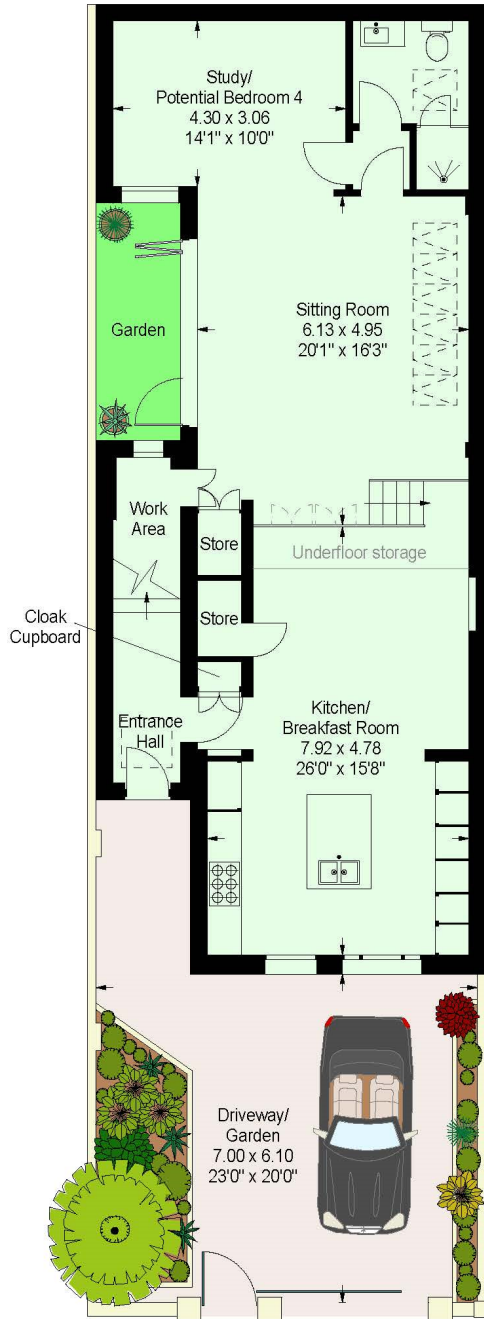 Study/
Potential Bedroom 4
4.30 x 3.06
14'1" x 10'0"
Sitting Room
6.13 x 4.95
20'1" x 16'3"
Garden
Work
Area
Store
Underfloor storage
Store
Cloak
Cupboard
Kitchen/
Breakfast Room
7.92 x 4.78
26'0" x 15'8"
Entrance
Hall
Driveway/
Garden
7.00 x 6.10
23'0" x 20'0"